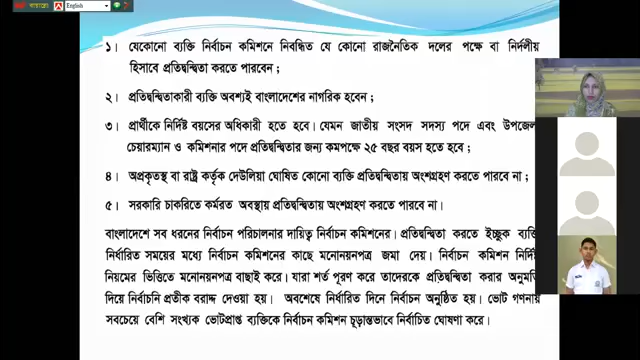 English
১। যেকোনো ব্যক্তি নির্বাচন কমিশনে নিবন্ধিত যে কোনো রাজনৈতিক দলের পক্ষে বা নির্দলীয়
হিসাবে প্রতিদ্বন্দ্বিতা করতে পারবেন ;
২। প্রতিদ্বন্দ্বিতাকারী ব্যক্তি অবশ্যই বাংলাদেশের নাগরিক হবেন ;
৩। প্রার্থীকে নির্দিষ্ট বয়সের অধিকারী হতে হবে। যেমন জাতীয় সংসদ সদস্য পদে এবং উপজেল
চেয়ারম্যান ও কমিশনার পদে প্রতিদ্বন্দ্বিতার জন্য কমপক্ষে ২৫ বছর বয়স হতে হবে ;
৪। অপ্রকৃতস্থ বা রাষ্ট্র কর্তৃক দেউলিয়া ঘোষিত কোনো ব্যক্তি প্রতিদ্বন্দ্বিতায় অংশগ্রহণ করতে পারবে না ;
৫। সরকারি চাকরিতে কর্মরত অবস্থায় প্রতিদ্বন্দ্বিতায় অংশগ্রহণ করতে পারবে না।
বাংলাদেশে সব ধরনের নির্বাচন পরিচালনার দায়িত্ব নির্বাচন কমিশনের। প্রতিদ্বন্দ্বিতা করতে ইচ্ছুক ব্যক্তি
নির্ধারিত সময়ের মধ্যে নির্বাচন কমিশনের কাছে মনোনয়নপত্র জমা দেয়। নির্বাচন কমিশন নির্দি
নিয়মের ভিত্তিতে মনোনয়নপত্র বাছাই করে। যারা শর্ত পূরণ করে তাদেরকে প্রতিদ্বন্দ্বিতা করার অনুমতি
দিয়ে নির্বাচনি প্রতীক বরাদ্দ দেওয়া হয়। অবশেষে নির্ধারিত দিনে নির্বাচন অনুষ্ঠিত হয়। ভোট গণনায়
সবচেয়ে বেশি সংখ্যক ভোটপ্রাপ্ত ব্যক্তিকে নির্বাচন কমিশন চূড়ান্তভাবে নির্বাচিত ঘোষণা করে।